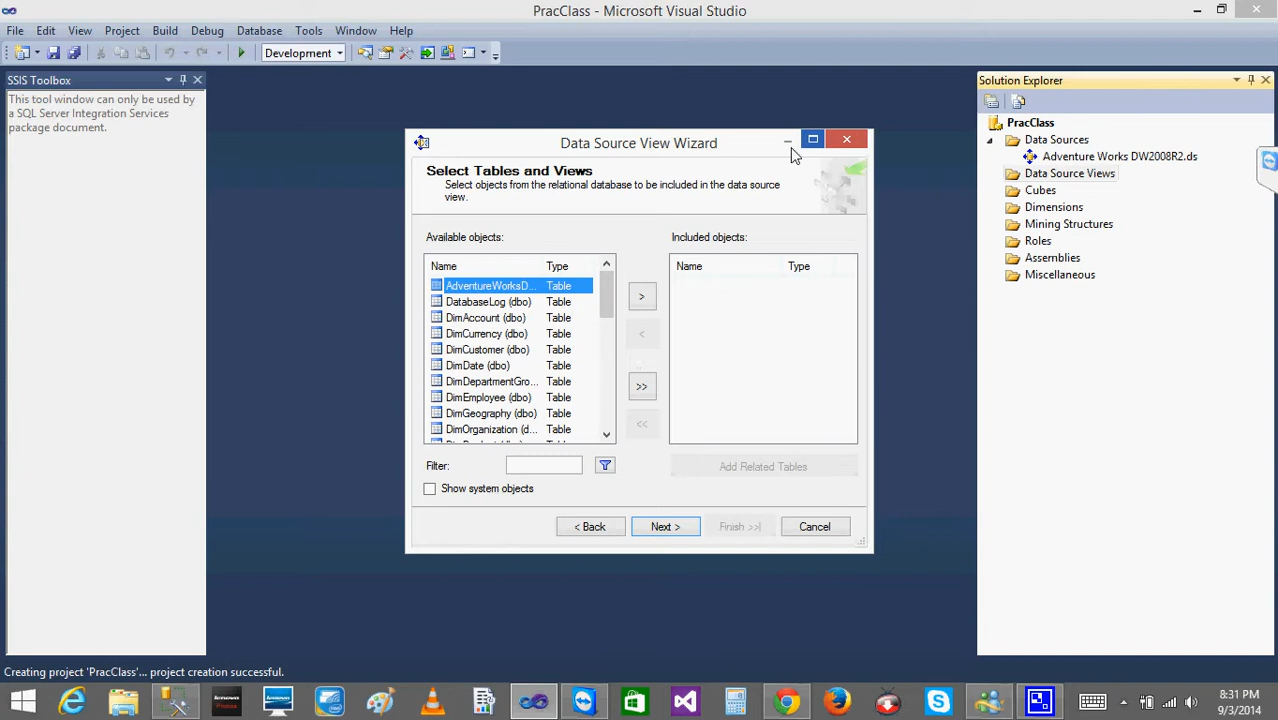 PracClass - Microsoft Visual Studio
File Edit View Project Build Debug Database Tools Window Help
Development
SSIS Toolbox
This tool window can only be used by
a SQL Server Integration Services
package document.
Data Source View Wizard
Select Tables and Views
Select objects from the relational database to be included in the data source
view.
Available objects:
Name Type
AdventureWorksD... Table
DatabaseLog (dbo) Table
DimAccount (dbo) Table
DimCurrency (dbo) Table
DimCustomer (dbo) Table
DimDate (dbo) Table
DimDepartmentGro... Table
DimEmployee (dbo) Table
DimGeography (dbo) Table
DimOrganization (d... Table
>
<
>>
<<
Included objects:
Name Type
Filter:
Add Related Tables
Show system objects
< Back Next > Finish >>| Cancel
Solution Explorer
PracClass
Data Sources
Adventure Works DW2008R2.ds
Data Source Views
Cubes
Dimensions
Mining Structures
Roles
Assemblies
Miscellaneous
Creating project 'PracClass'... project creation successful.
8:31 PM
9/3/2014